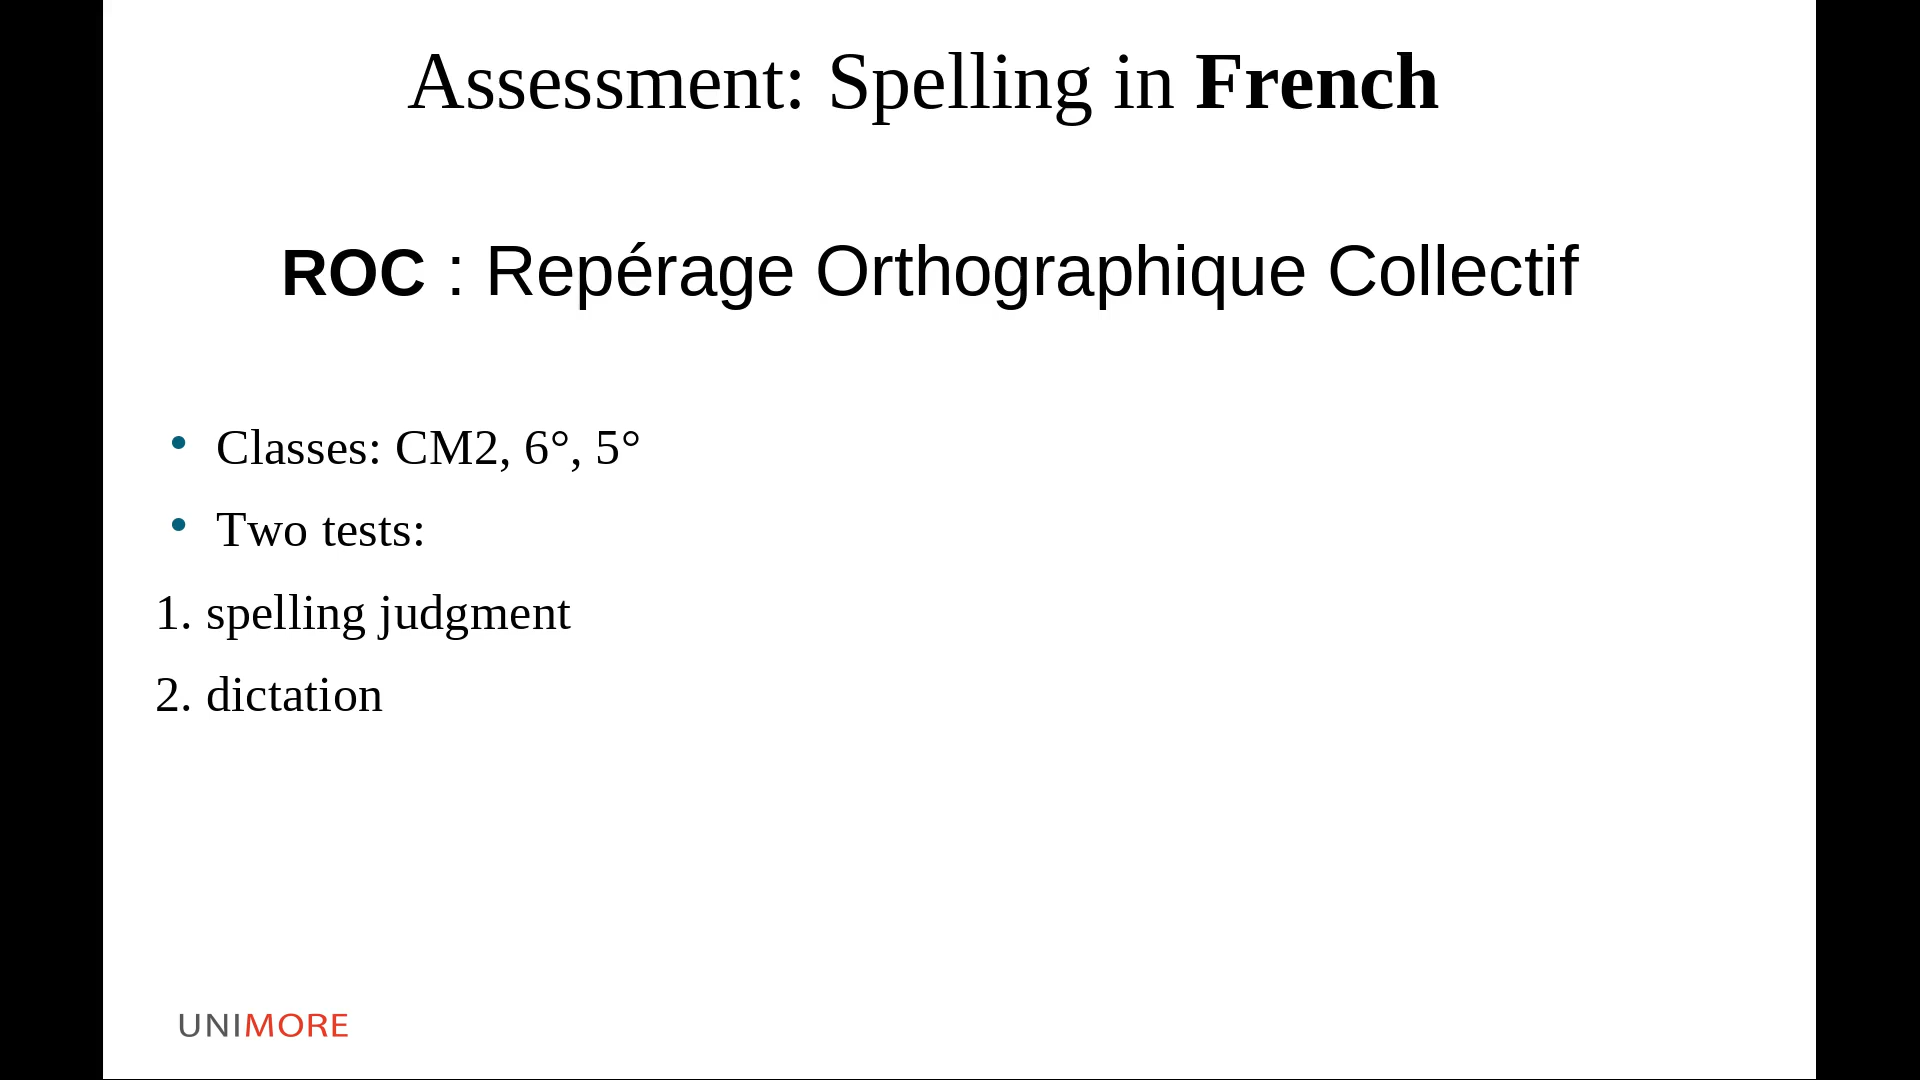 Assessment: Spelling in French
ROC : Repérage Orthographique Collectif
• Classes: CM2, 6°, 5°
• Two tests:
1. spelling judgment
2. dictation
UNIMORE